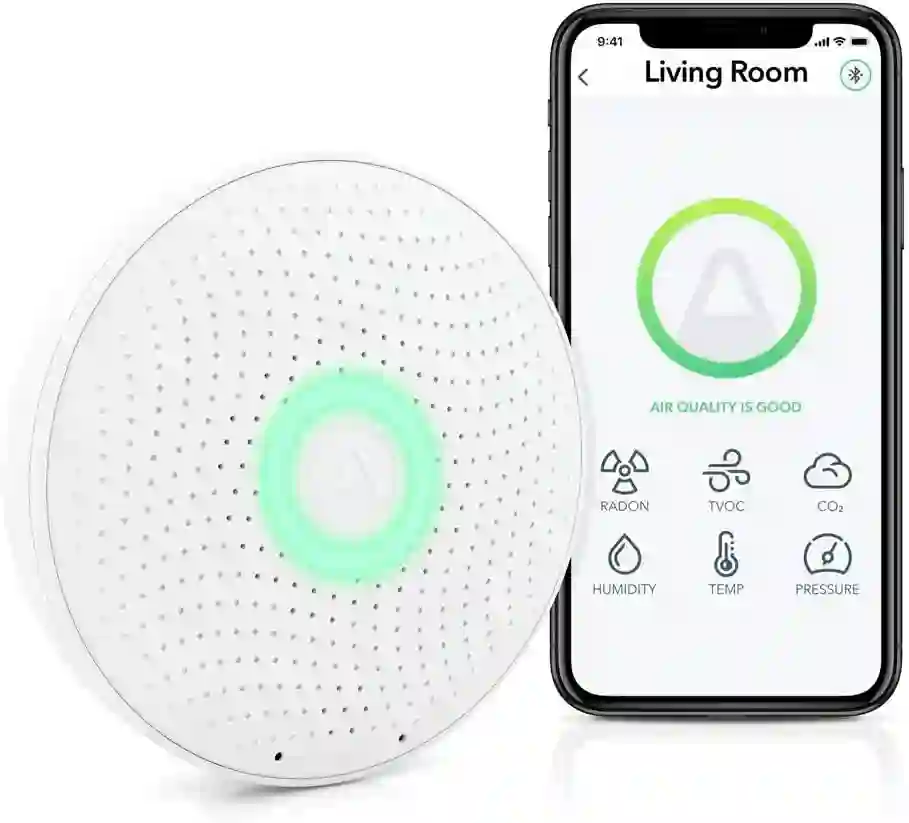 9:41
Living Room
AIR QUALITY IS GOOD
RADON
TVOC
CO₂
HUMIDITY
TEMP
PRESSURE